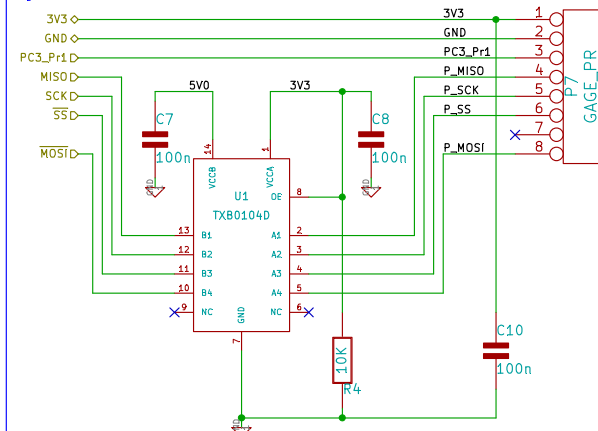 3V3 3V3 1
GND GND 2
PC3_Pr1 PC3_Pr1 3
MISO P_MISO 4
SCK 5V0 3V3 P_SCK 5
SS P_SS 6
7
MOSI P_MOSI 8
P7
GAGE_PR
C7
100n
GND
C8
100n
GND
14 1
VCCB VCCA
U1
TXB0104D
OE 8
13 B1 A1 2
12 B2 A2 3
11 B3 A3 4
10 B4 A4 5
9 NC NC 6
GND
7
10K
R4
C10
100n
GND